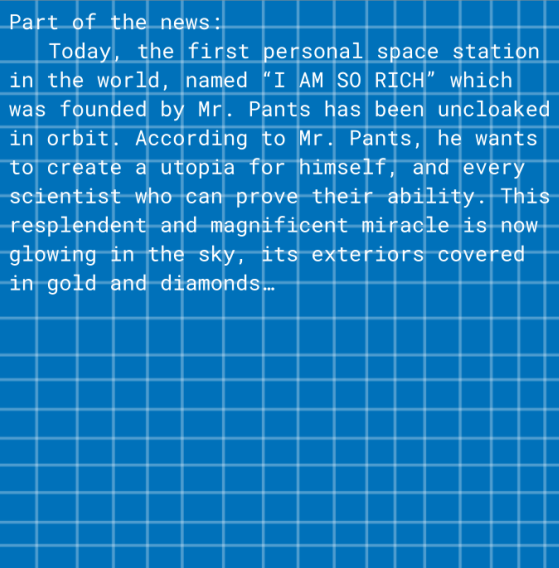 Part of the news:
Today, the first personal space station
in the world, named “I AM SO RICH” which
was founded by Mr. Pants has been uncloaked
in orbit. According to Mr. Pants, he wants
to create a utopia for himself, and every
scientist who can prove their ability. This
resplendent and magnificent miracle is now
glowing in the sky, its exteriors covered
in gold and diamonds…